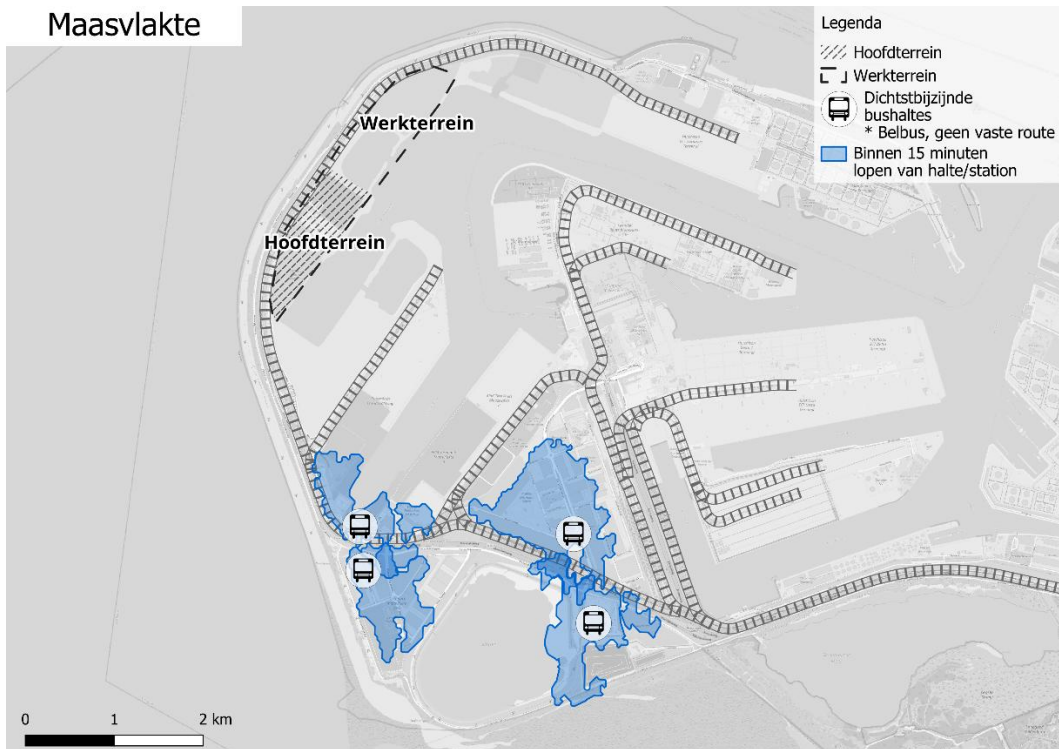 Maasvlakte
Legenda
Hoofdterrein
Werkterrein
Dichtstbijzijnde
bushaltes
* Belbus, geen vaste route
Binnen 15 minuten
lopen van halte/station
Werkterrein
Hoofdterrein
0 1 2 km